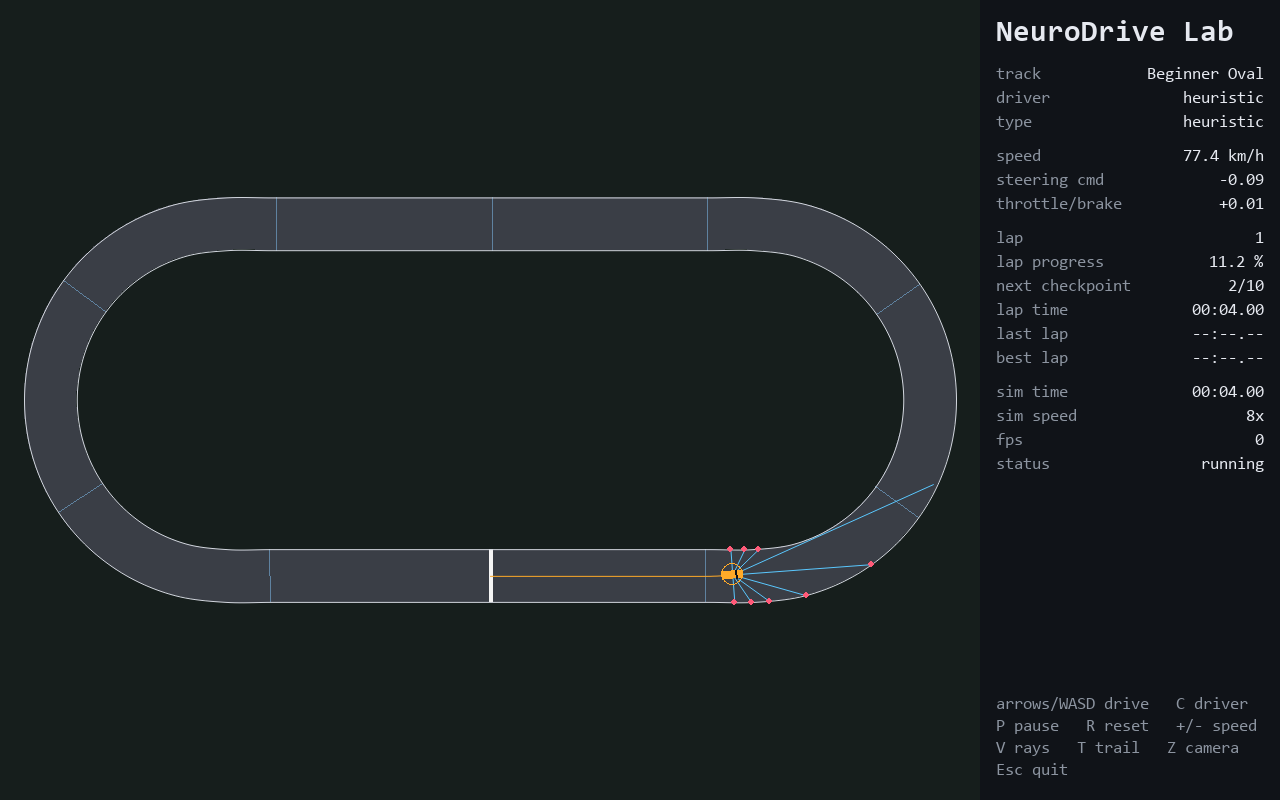 NeuroDrive Lab
track Beginner Oval
driver heuristic
type heuristic
speed 77.4 km/h
steering cmd -0.09
throttle/brake +0.01
lap 1
lap progress 11.2 %
next checkpoint 2/10
lap time 00:04.00
last lap --:--.--
best lap --:--.--
sim time 00:04.00
sim speed 8x
fps 0
status running
arrows/WASD drive C driver
P pause R reset +/- speed
V rays T trail Z camera
Esc quit